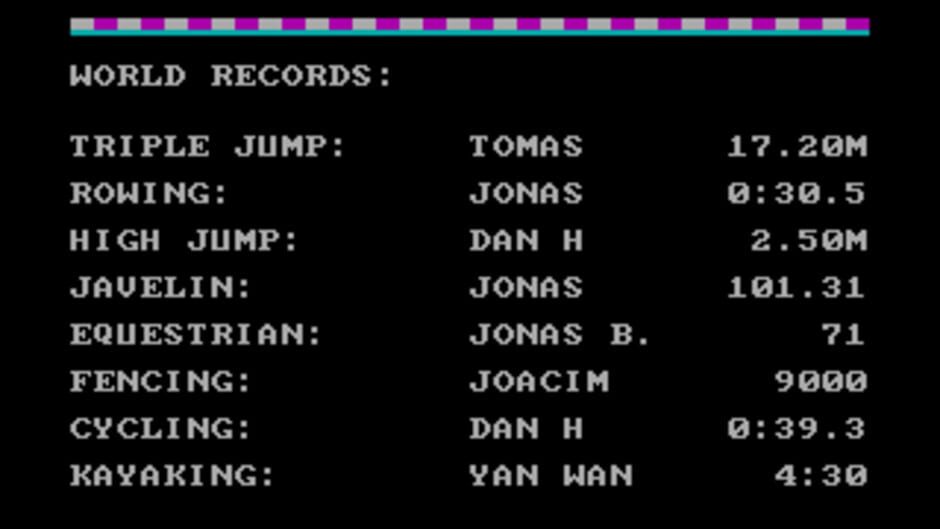 WORLD RECORDS:
TRIPLE JUMP: TOMAS 17.20M
ROWING: JONAS 0:30.5
HIGH JUMP: DAN H 2.50M
JAVELIN: JONAS 101.31
EQUESTRIAN: JONAS B. 71
FENCING: JOACIM 9000
CYCLING: DAN H 0:39.3
KAYAKING: YAN WAN 4:30